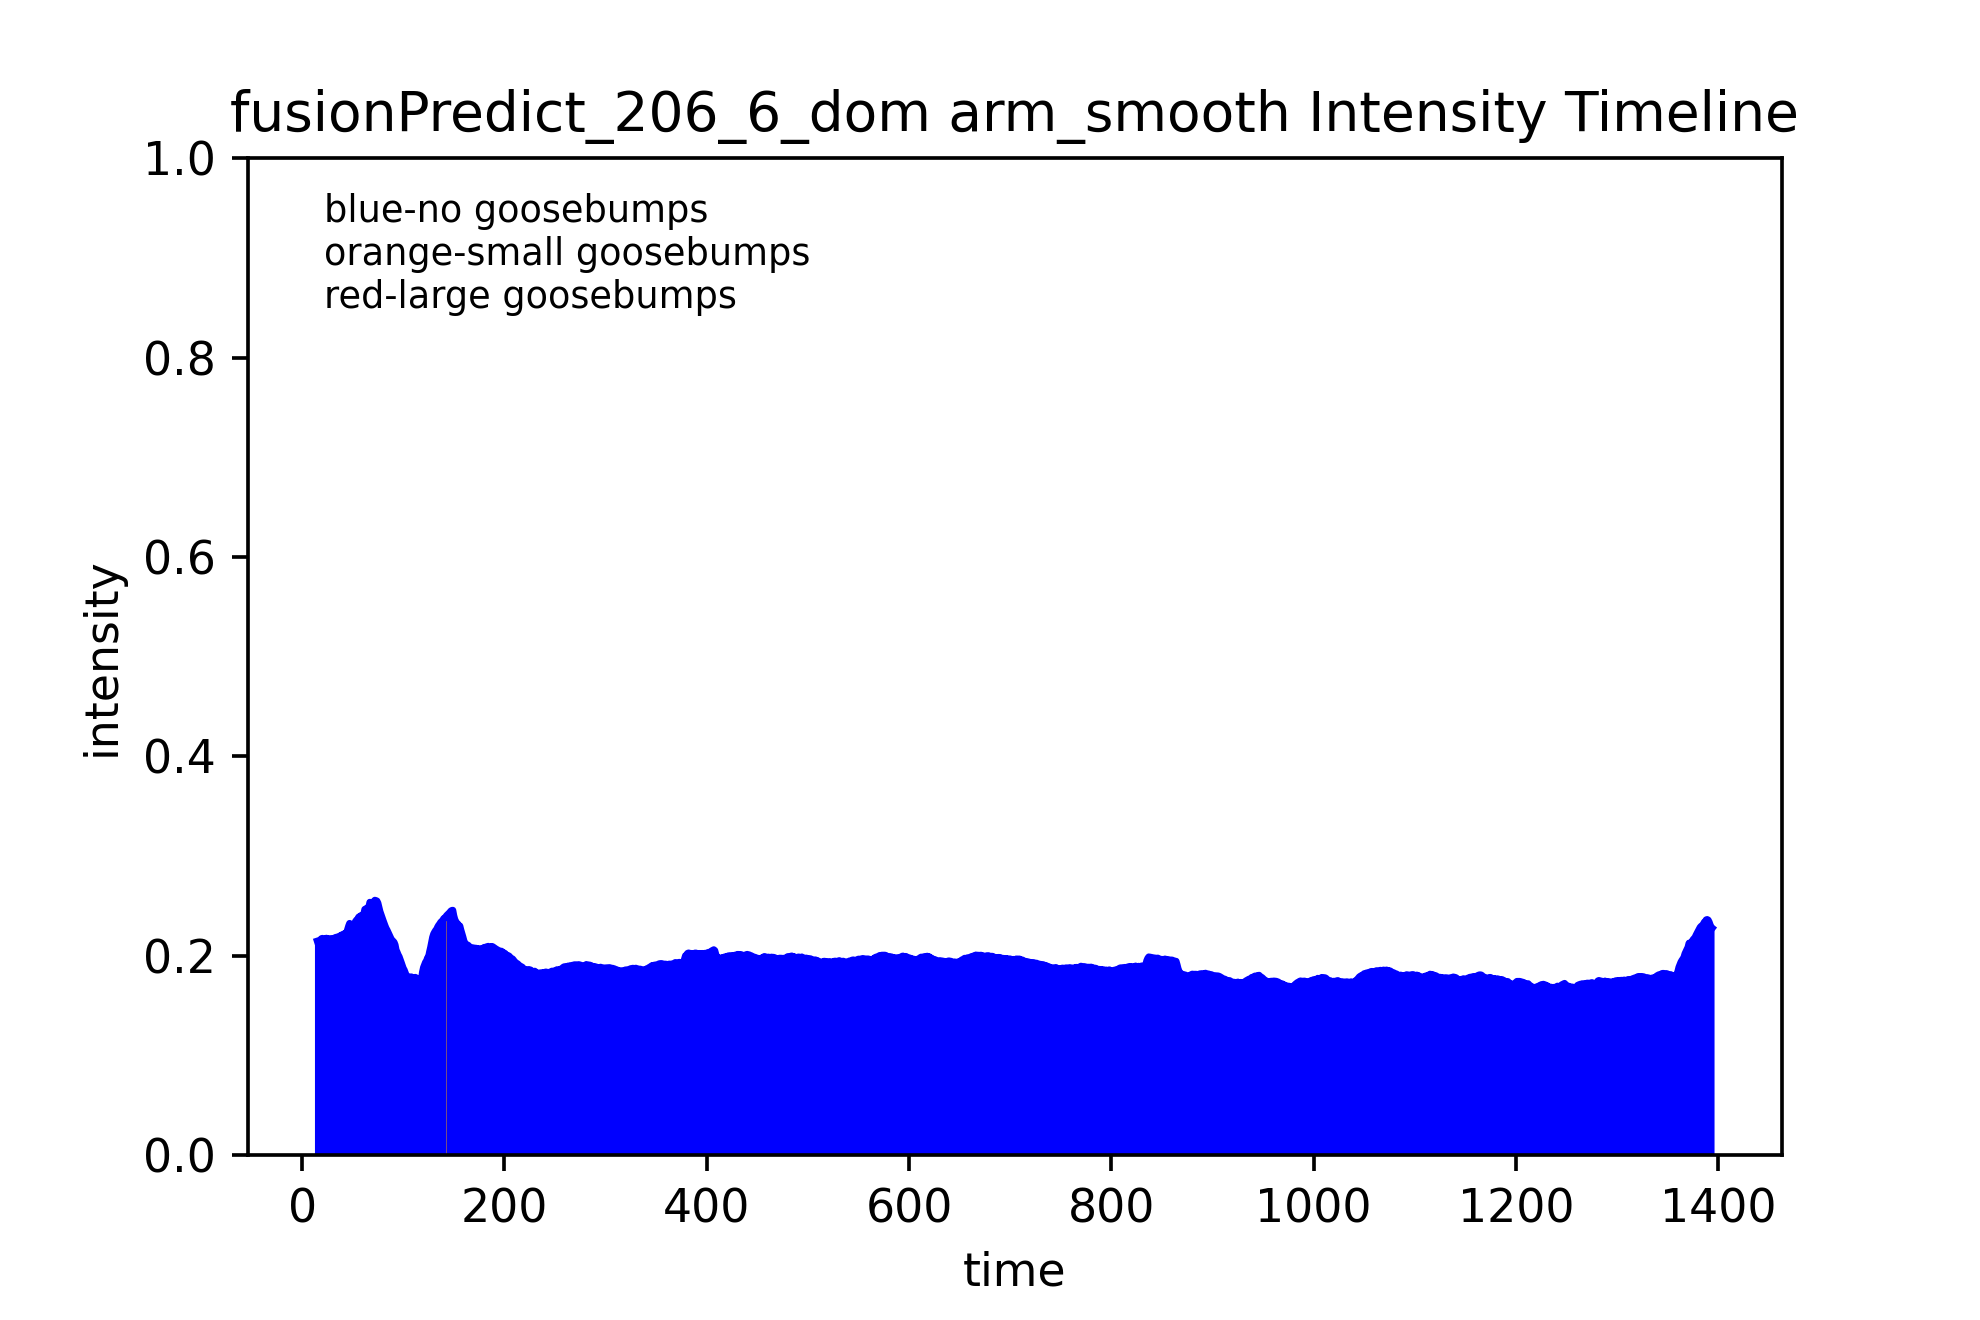 fusionPredict_206_6_dom arm_smooth Intensity Timeline
1.0
blue-no goosebumps
orange-small goosebumps
red-large goosebumps
0.8
0.6
intensity
0.4
0.2
0.0
0 200 400 600 800 1000 1200 1400
time